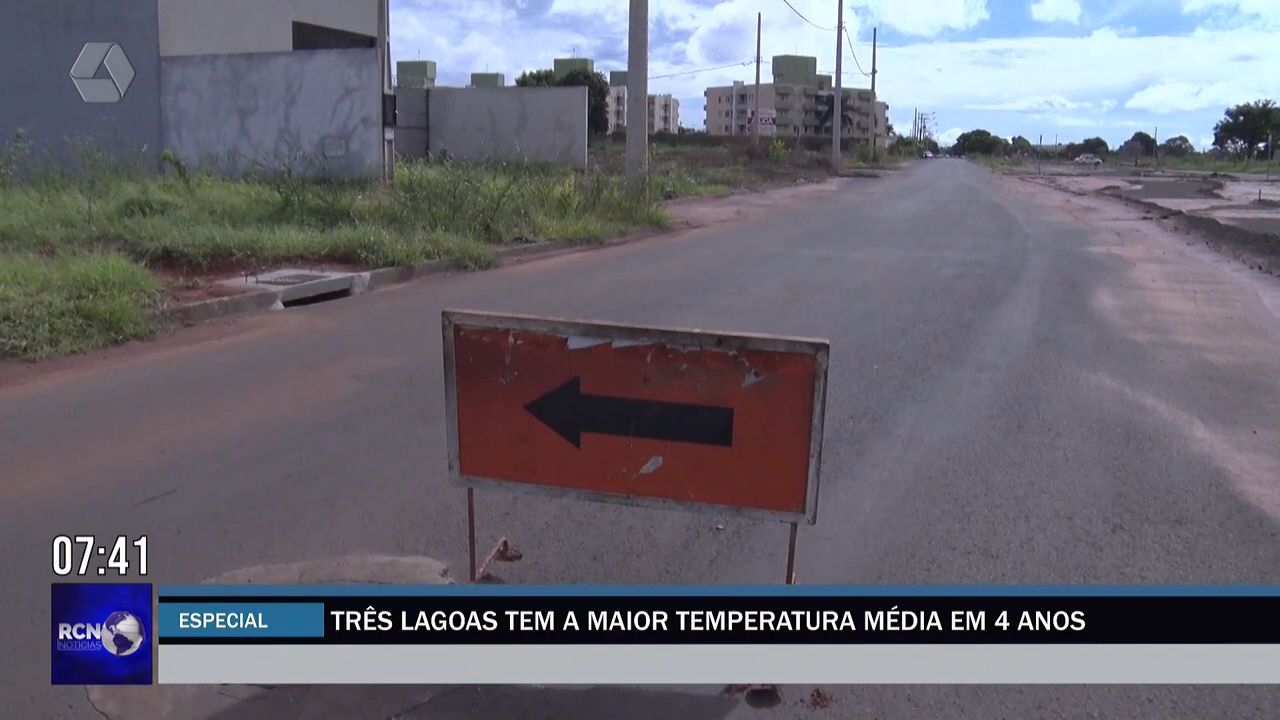 07:41
RCN
NOTÍCIAS
ESPECIAL
TRÊS LAGOAS TEM A MAIOR TEMPERATURA MÉDIA EM 4 ANOS